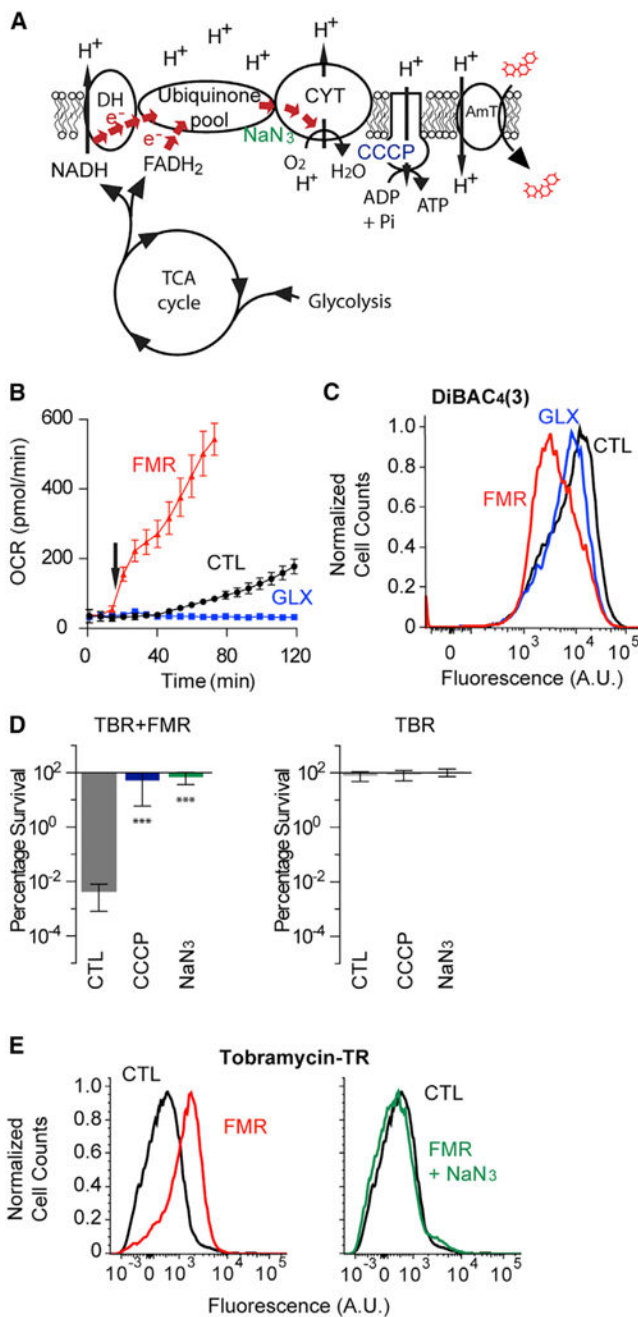 A
H⁺ H⁺ H⁺ H⁺ H⁺ H⁺ H⁺ H⁺
DH
e⁻
Ubiquinone
pool
CYT
AmT
e⁻
NaN₃
CCCP
NADH
FADH₂
O₂
H₂O
H⁺
H⁺
ADP
+ Pi
ATP
TCA
cycle
Glycolysis
B
OCR (pmol/min)
600
400
200
0
FMR
CTL
GLX
0 40 80 120
Time (min)
C
DiBAC₄(3)
GLX
CTL
FMR
Normalized
Cell Counts
1.0
0.8
0.6
0.4
0.2
0
0 10³ 10⁴ 10⁵
Fluorescence (A.U.)
D
TBR+FMR
Percentage Survival
10²
10⁰
10⁻²
10⁻⁴
***
***
CTL
CCCP
NaN₃
TBR
Percentage Survival
10²
10⁰
10⁻²
10⁻⁴
CTL
CCCP
NaN₃
E
Tobramycin-TR
CTL
FMR
Normalized
Cell Counts
1.0
0.8
0.6
0.4
0.2
0
10⁻³ 0 10³ 10⁴ 10⁵
CTL
FMR
+ NaN₃
10⁻³ 0 10³ 10⁴ 10⁵
Fluorescence (A.U.)